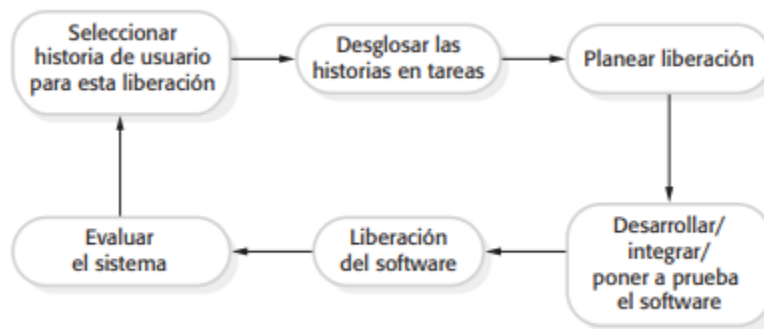 Seleccionar
historia de usuario
para esta liberación
Desglosar las
historias en tareas
Planear liberación
Desarrollar/
integrar/
poner a prueba
el software
Liberación
del software
Evaluar
el sistema